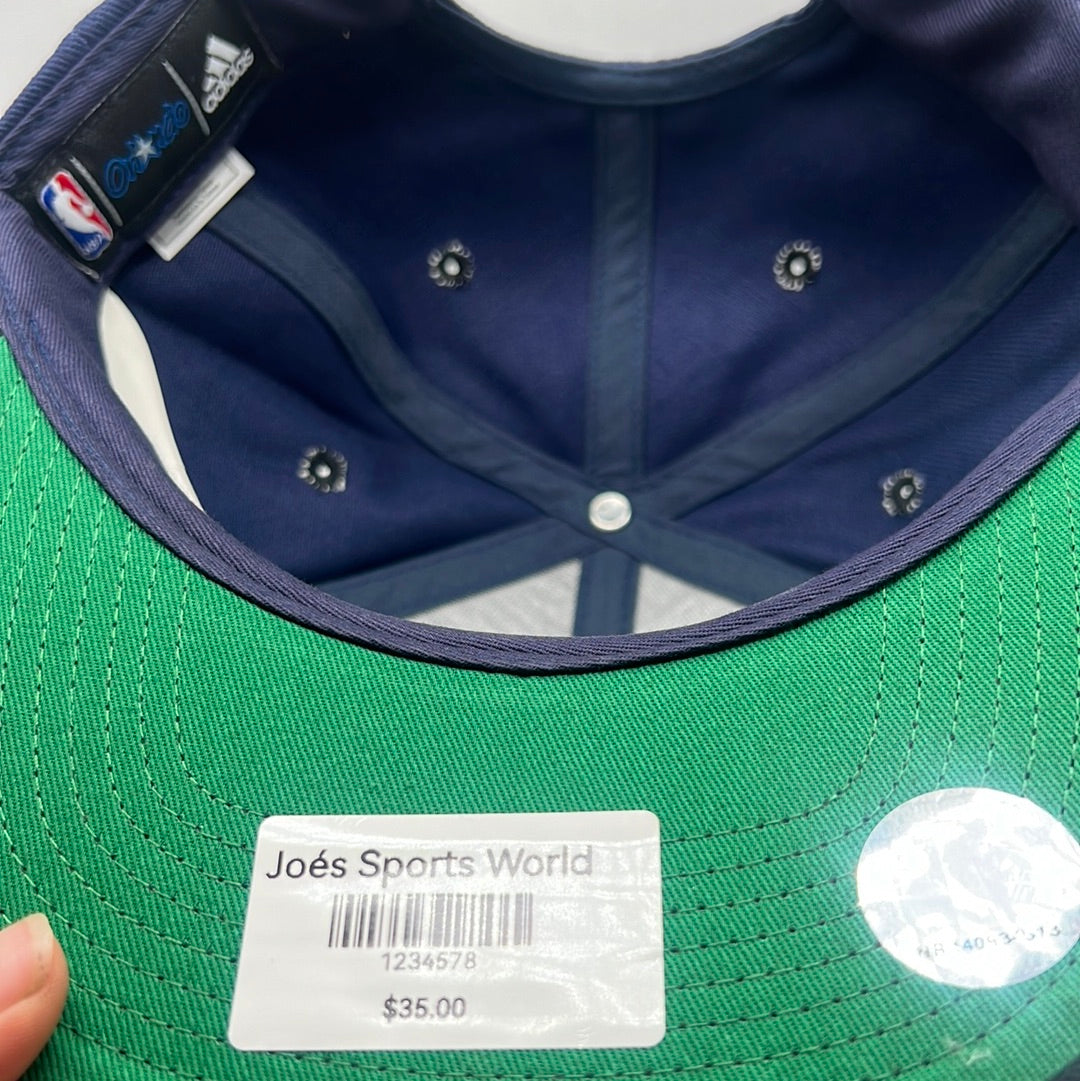 adidas
Orlando
NBA
Joés Sports World
1234578
$35.00